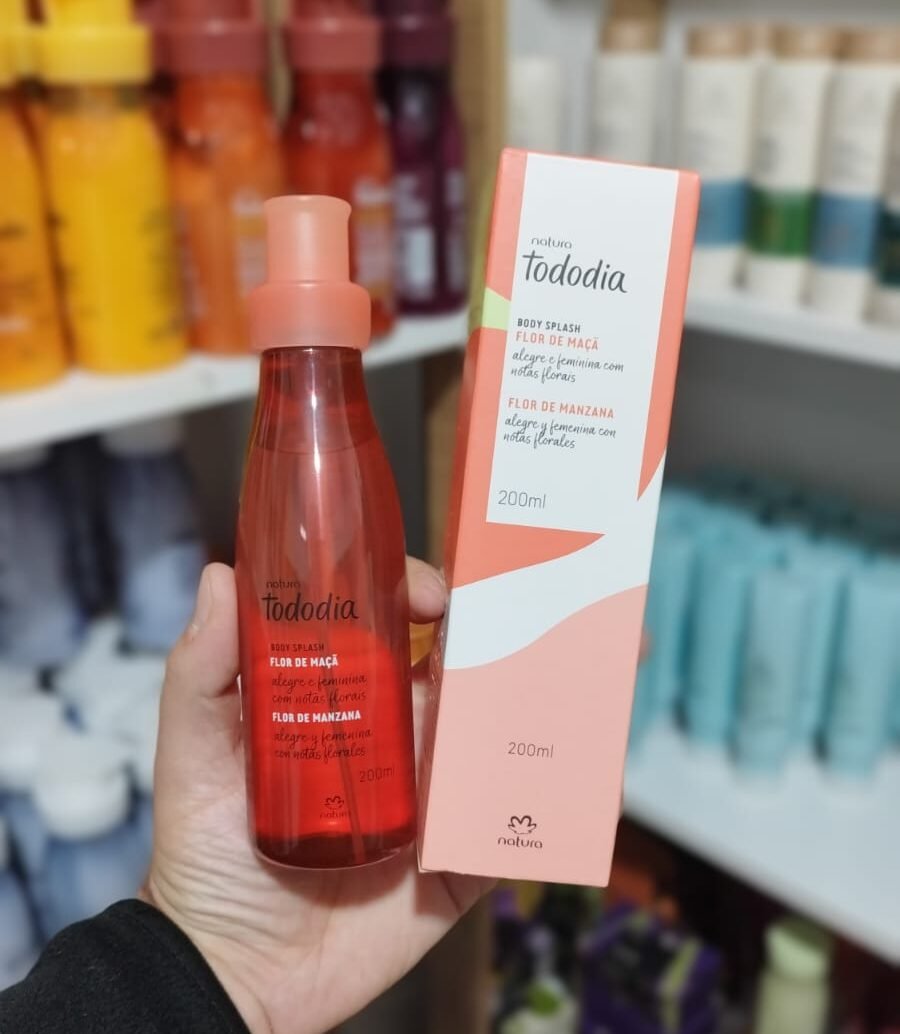 natura
tododia
BODY SPLASH
FLOR DE MAÇÃ
alegre e feminina
com notas florais
FLOR DE MANZANA
alegre y femenina
con notas florales
200ml
natura
natura
tododia
BODY SPLASH
FLOR DE MAÇÃ
alegre e feminina com
notas florais
FLOR DE MANZANA
alegre y femenina con
notas florales
200ml
200ml
natura